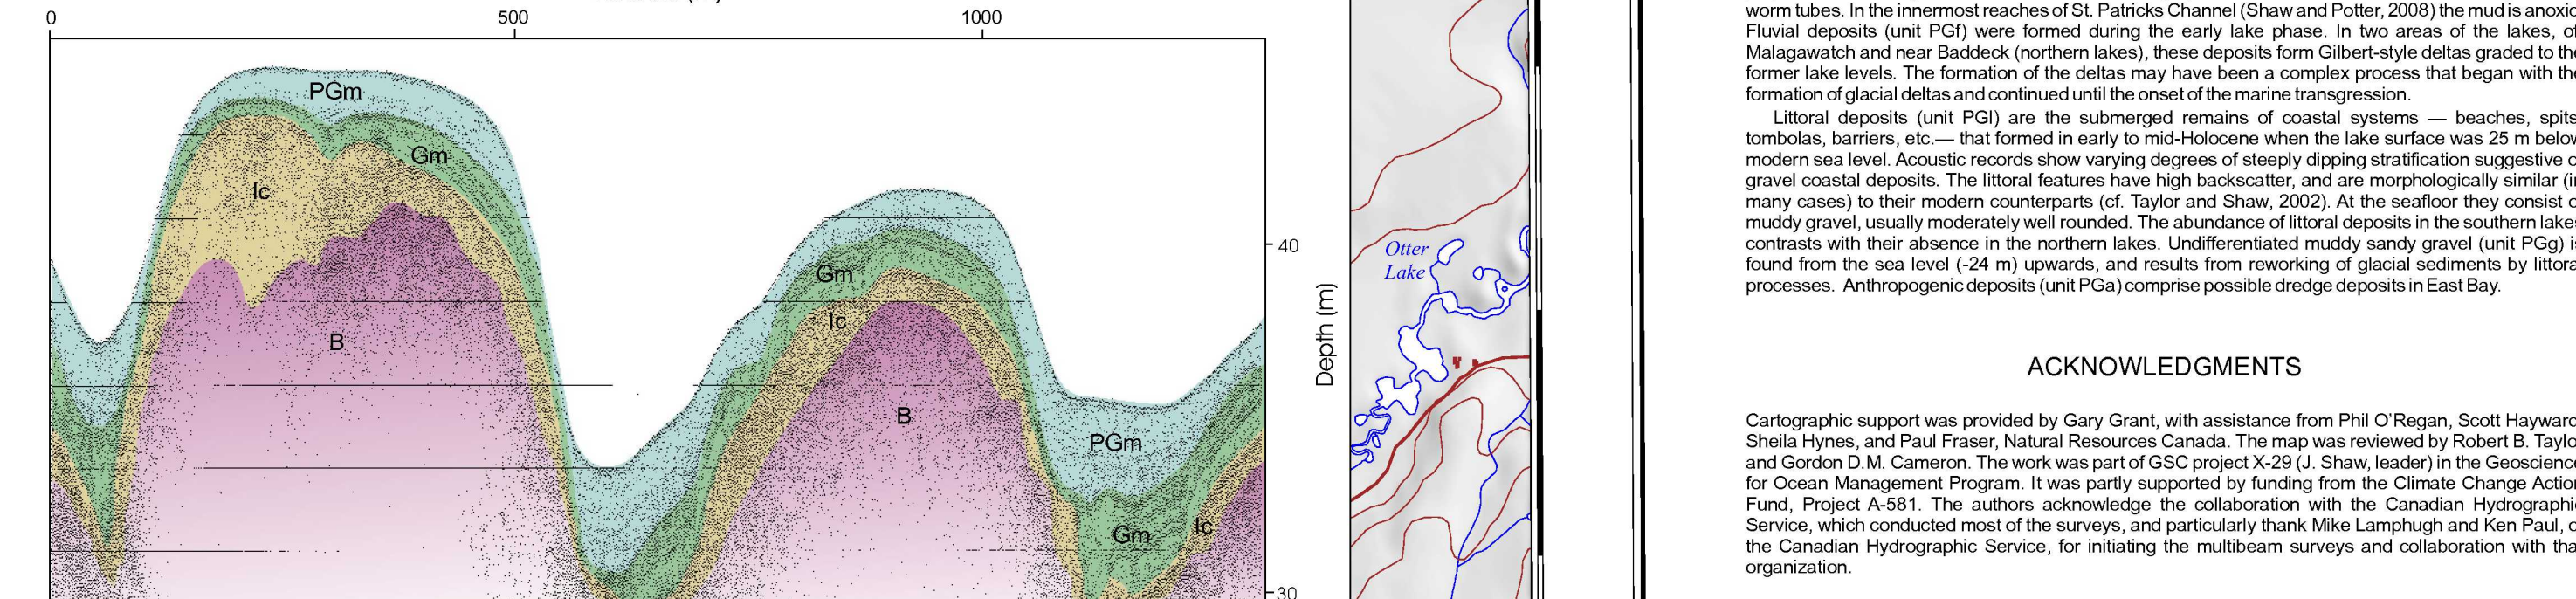 0 500 1000
PGm
Gm
Ic
B
40
Gm
Ic
B
PGm
Gm
Ic
30
Depth (m)
Otter
Lake
worm tubes. In the innermost reaches of St. Patricks Channel (Shaw and Potter, 2008) the mud is
Fluvial deposits (unit PGf) were formed during the early lake phase. In two areas of the lakes,
Malagawatch and near Baddeck (northern lakes), these deposits form Gilbert-style deltas graded to
former lake levels. The formation of the deltas may have been a complex process that began with
formation of glacial deltas and continued until the onset of the marine transgression.
Littoral deposits (unit PGl) are the submerged remains of coastal systems — beaches, spits
tombolas, barriers, etc.— that formed in early to mid-Holocene when the lake surface was 25 m
modern sea level. Acoustic records show varying degrees of steeply dipping stratification suggestive
gravel coastal deposits. The littoral features have high backscatter, and are morphologically similar
many cases) to their modern counterparts (cf. Taylor and Shaw, 2002). At the seafloor they consist
muddy gravel, usually moderately well rounded. The abundance of littoral deposits in the southern
contrasts with their absence in the northern lakes. Undifferentiated muddy sandy gravel (unit PGg)
found from the sea level (-24 m) upwards, and results from reworking of glacial sediments by
processes. Anthropogenic deposits (unit PGa) comprise possible dredge deposits in East Bay.
ACKNOWLEDGMENTS
Cartographic support was provided by Gary Grant, with assistance from Phil O’Regan, Scott
Sheila Hynes, and Paul Fraser, Natural Resources Canada. The map was reviewed by Robert B.
and Gordon D.M. Cameron. The work was part of GSC project X-29 (J. Shaw, leader) in the
for Ocean Management Program. It was partly supported by funding from the Climate Change
Fund, Project A-581. The authors acknowledge the collaboration with the Canadian
Service, which conducted most of the surveys, and particularly thank Mike Lamphugh and Ken Paul,
the Canadian Hydrographic Service, for initiating the multibeam surveys and collaboration with
organization.